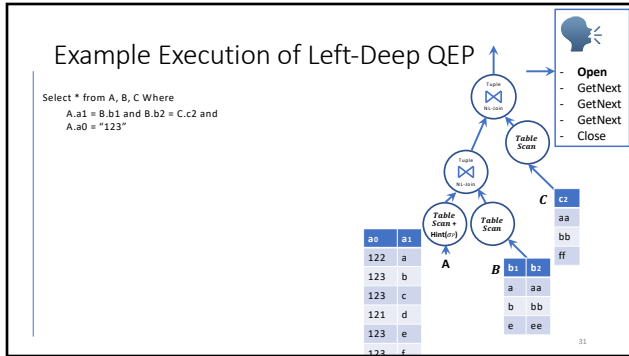 Example Execution of Left-Deep QEP
Select * from A, B, C Where
A.a1 = B.b1 and B.b2 = C.c2 and
A.a0 = “123”
- Open
- GetNext
- GetNext
- GetNext
- Close
Tuple
NL-Join
Table
Scan
Tuple
NL-Join
Table
Scan +
Hint(σP)
Table
Scan
A
B
C
a0 a1
122 a
123 b
123 c
121 d
123 e
123 f
b1 b2
a aa
b bb
e ee
c2
aa
bb
ff
31